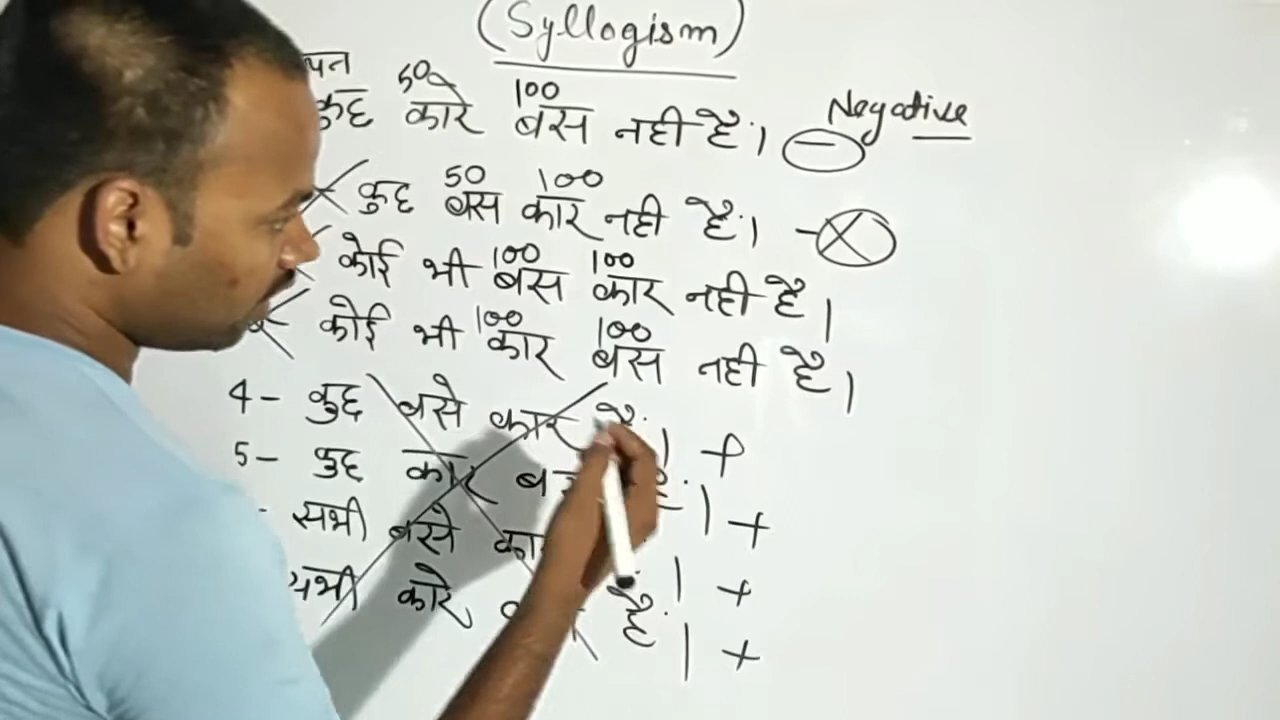 (Syllogism)
कुछ 50 कारे 100 बस नही है। - Negative
कुछ 50 बस 100 कार नही है। -
कोई भी 100 बस 100 कार नही है।
कोई भी 100 कार 100 बस नही है।
4- कुछ बसे कार है। +
5- कुछ कार +
सभी बसे +
सभी कारे है। +